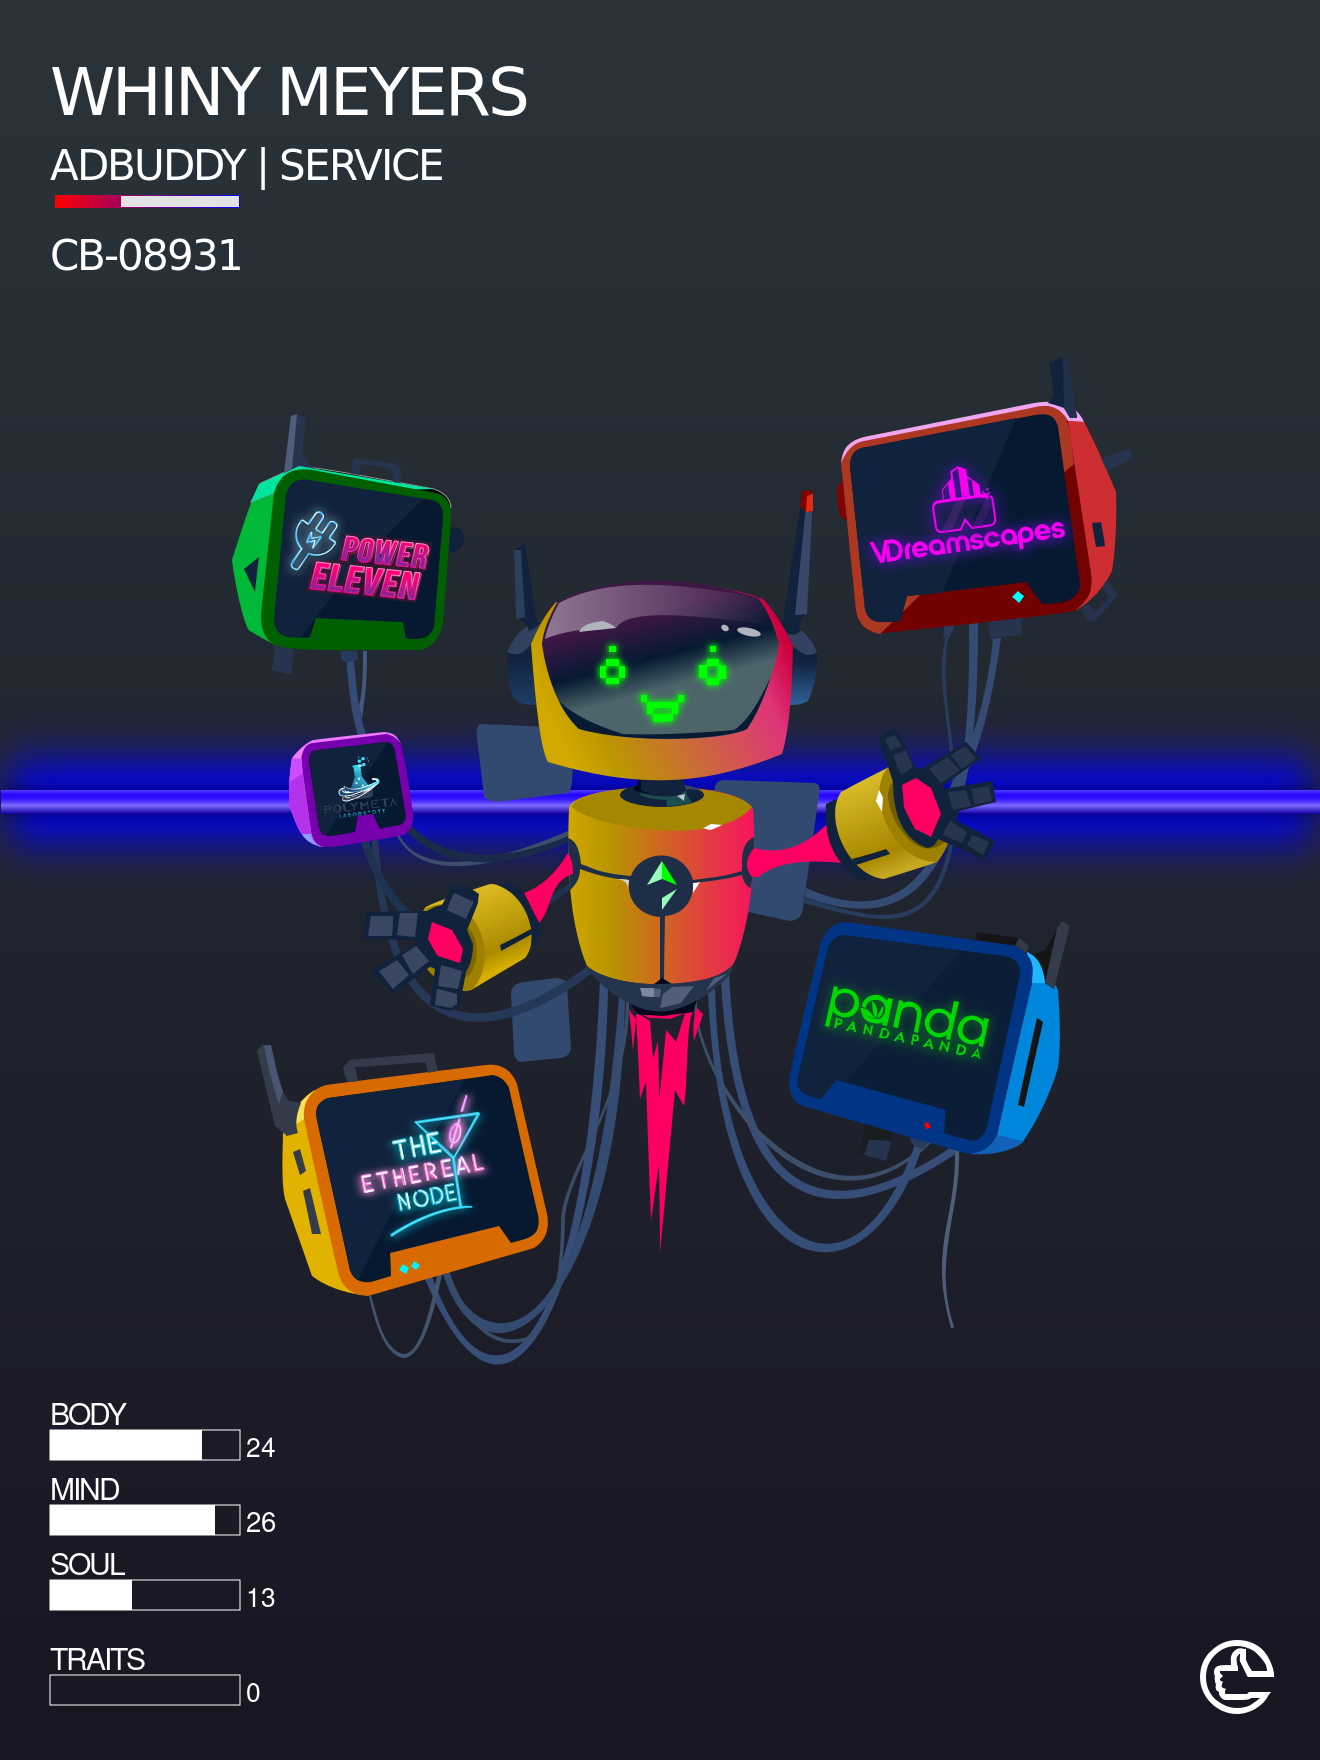 WHINY MEYERS
ADBUDDY | SERVICE
CB-08931
POWER
ELEVEN
VDreamscapes
POLYMETA
LABORATORY
panda
PANDAPANDA
THE
ETHEREAL
NODE
BODY
24
MIND
26
SOUL
13
TRAITS
0